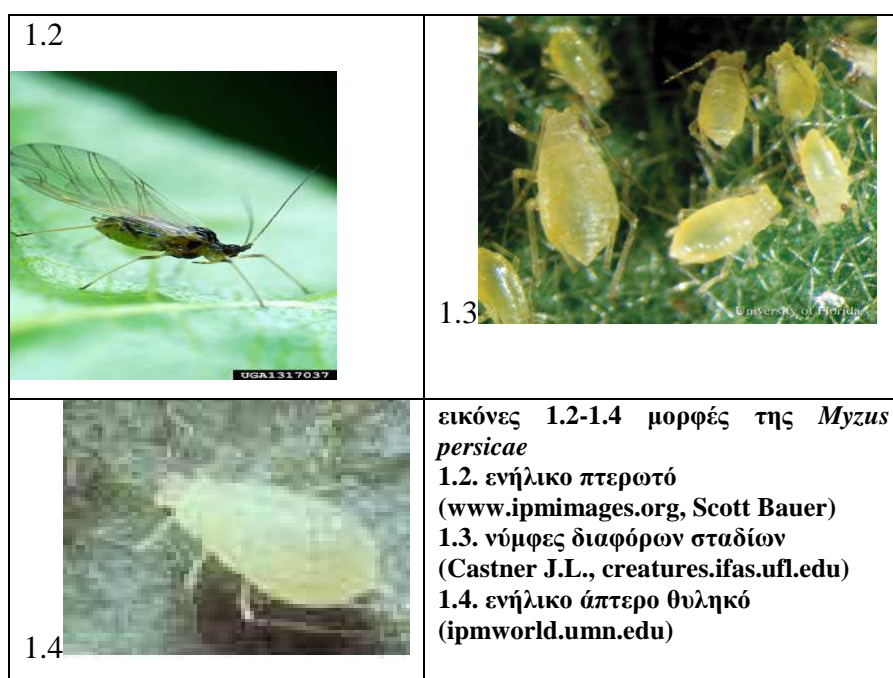 1.2
UGA1317037
University of Florida
1.3
1.4
εικόνες 1.2-1.4 μορφές της Myzus
persicae
1.2. ενήλικο πτερωτό
(www.ipmimages.org, Scott Bauer)
1.3. νύμφες διαφόρων σταδίων
(Castner J.L., creatures.ifas.ufl.edu)
1.4. ενήλικο άπτερο θυληκό
(ipmworld.umn.edu)